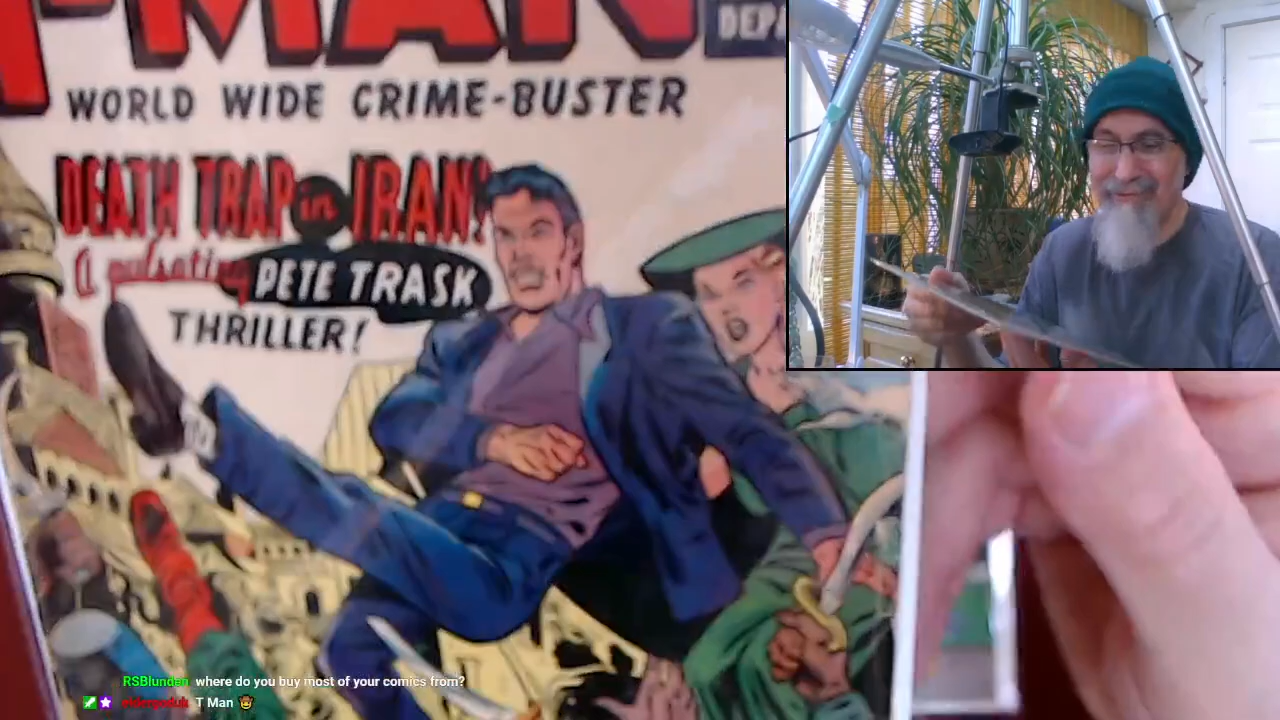 T-MAN
WORLD WIDE CRIME-BUSTER
DEATH TRAP in IRAN!
A pulsating
PETE TRASK
THRILLER!
RSBlunden where do you buy most of your comics from?
T Man